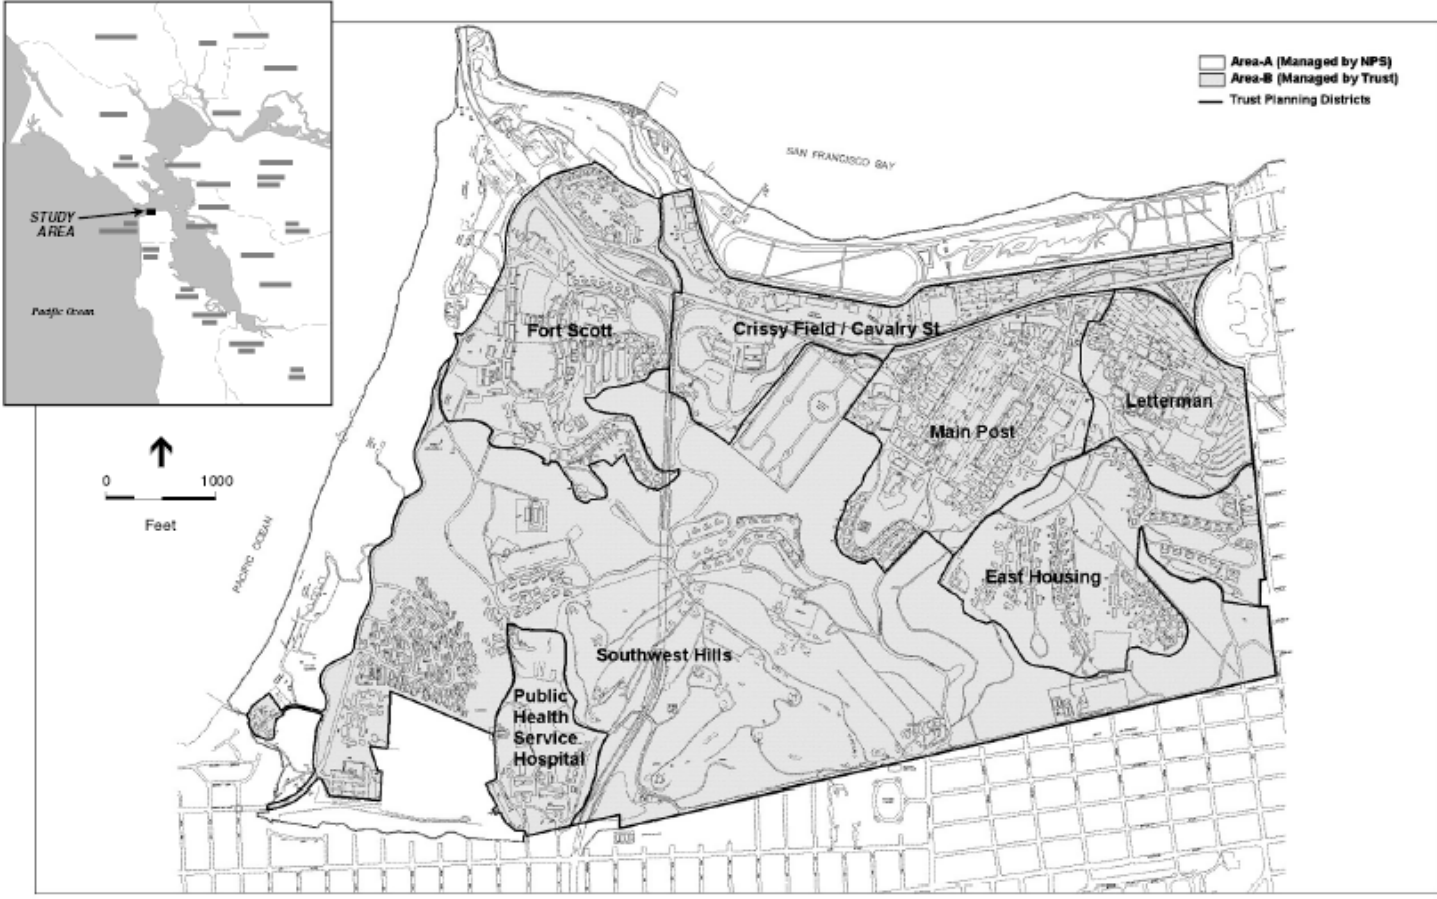 STUDY
AREA
Pacific Ocean
Area-A (Managed by NPS)
Area-B (Managed by Trust)
Trust Planning Districts
SAN FRANCISCO BAY
Fort Scott
Crissy Field / Cavalry St.
Letterman
Main Post
0 1000
Feet
PACIFIC OCEAN
East Housing
Southwest Hills
Public
Health
Service
Hospital